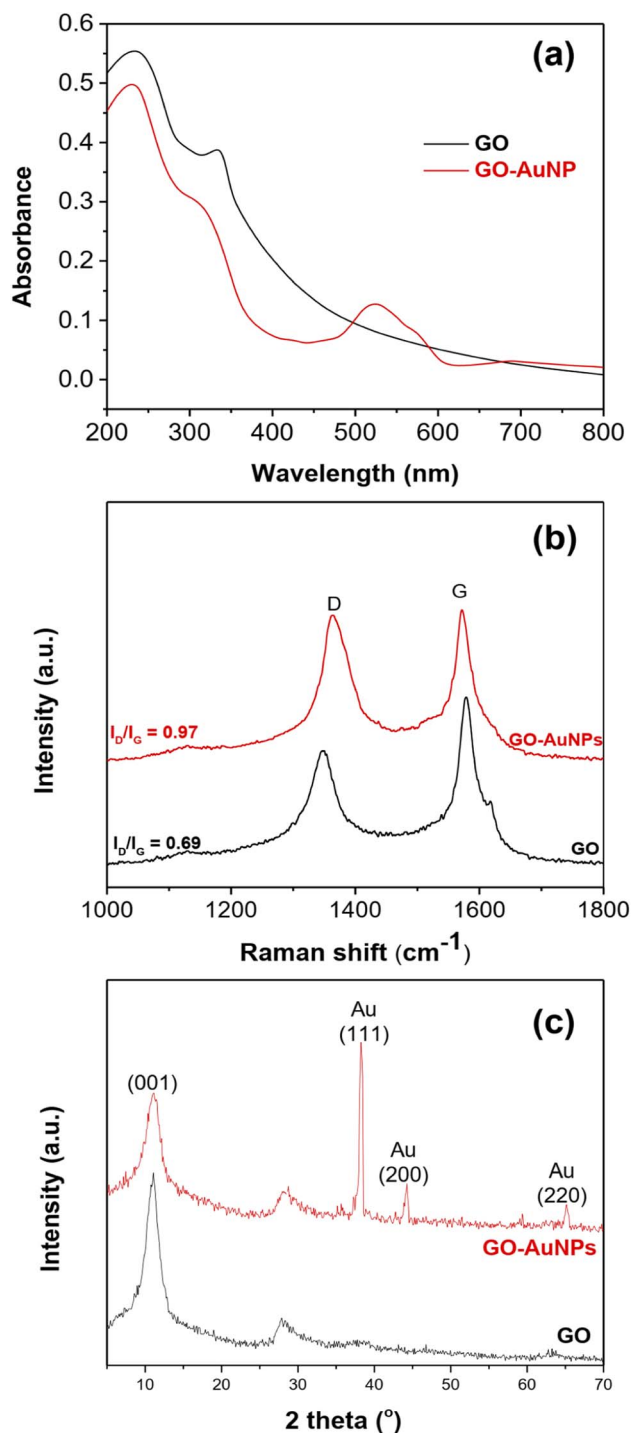 (a)
0.6
0.5
0.4
0.3
0.2
0.1
0.0
Absorbance
GO
GO-AuNP
200 300 400 500 600 700 800
Wavelength (nm)
(b)
D
G
I_D/I_G = 0.97
GO-AuNPs
I_D/I_G = 0.69
GO
Intensity (a.u.)
1000 1200 1400 1600 1800
Raman shift (cm⁻¹)
(c)
Au
(111)
(001)
Au
(200)
Au
(220)
GO-AuNPs
GO
Intensity (a.u.)
10 20 30 40 50 60 70
2 theta (°)